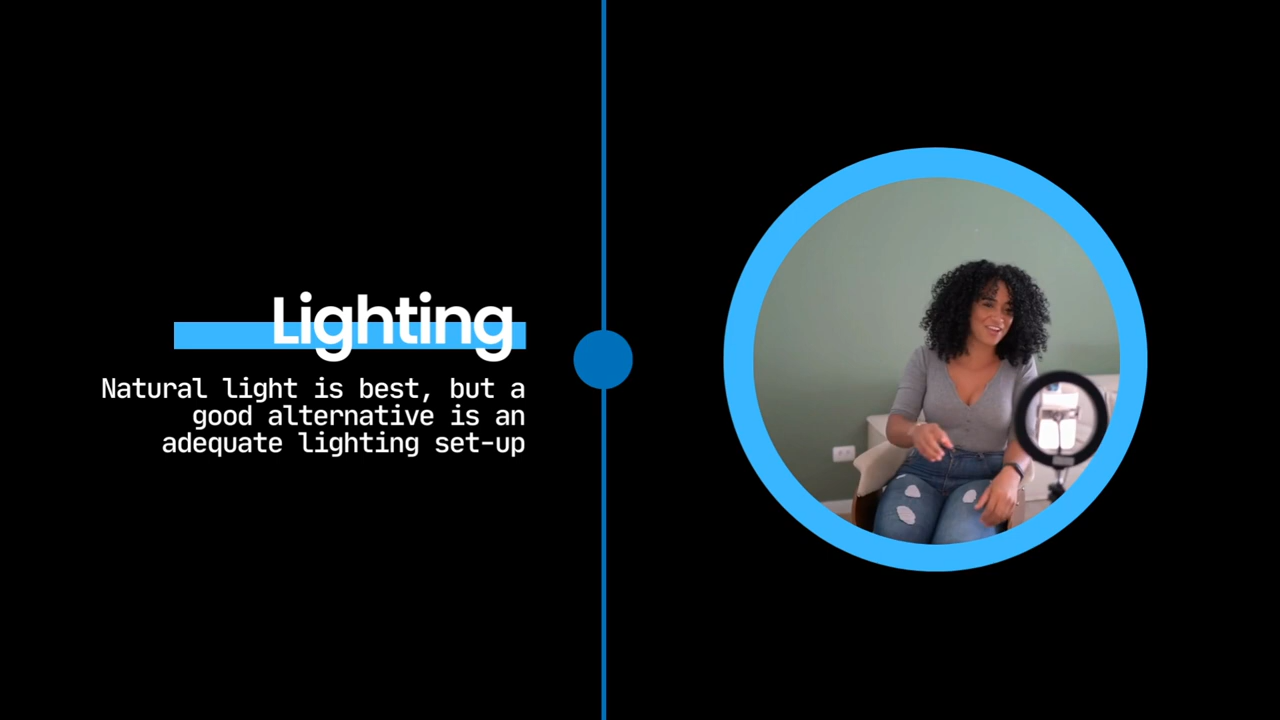 Lighting
Natural light is best, but a
good alternative is an
adequate lighting set-up